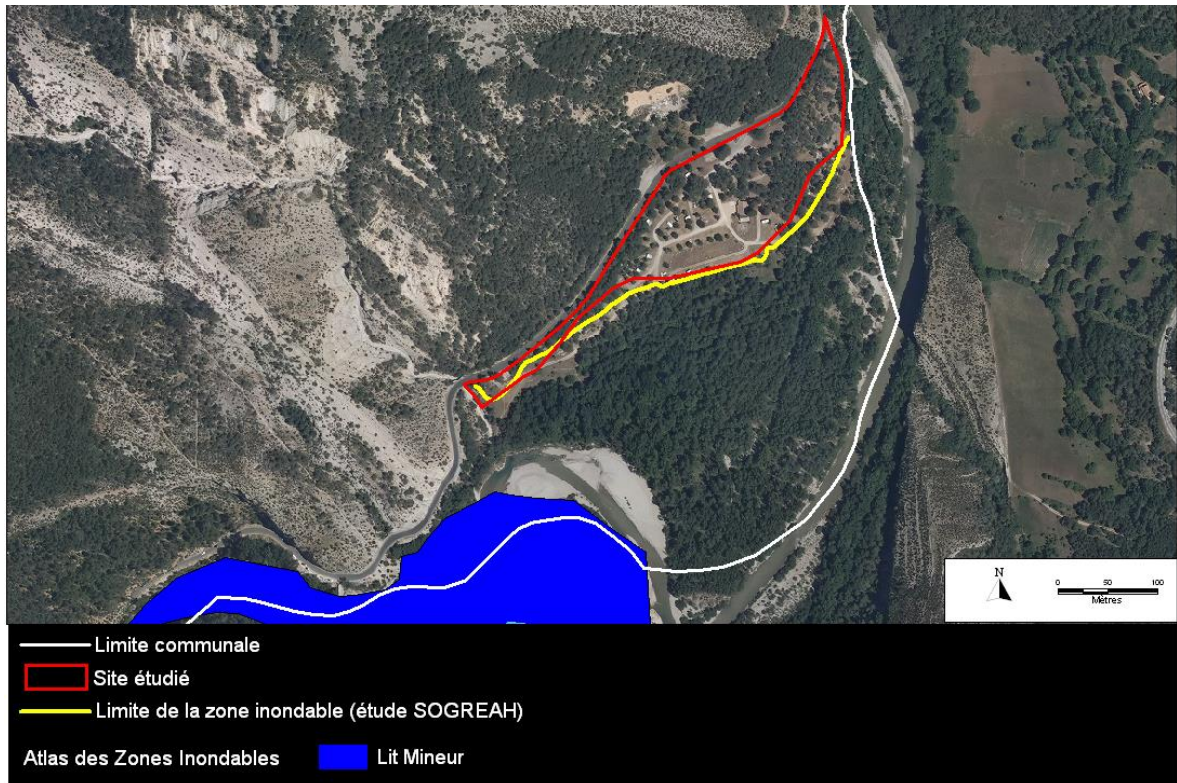 N
0 50 100
Mètres
Limite communale
Site étudié
Limite de la zone inondable (étude SOGREAH)
Atlas des Zones Inondables Lit Mineur